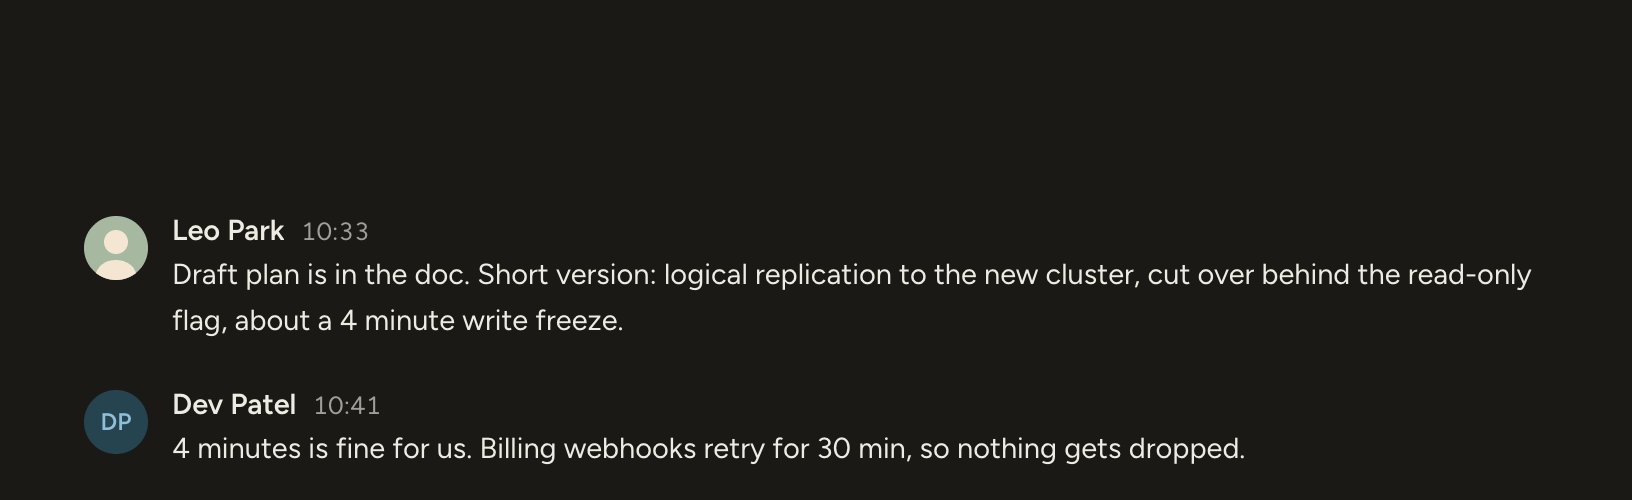 Leo Park 10:33
Draft plan is in the doc. Short version: logical replication to the new cluster, cut over behind the read-only
flag, about a 4 minute write freeze.
DP
Dev Patel 10:41
4 minutes is fine for us. Billing webhooks retry for 30 min, so nothing gets dropped.